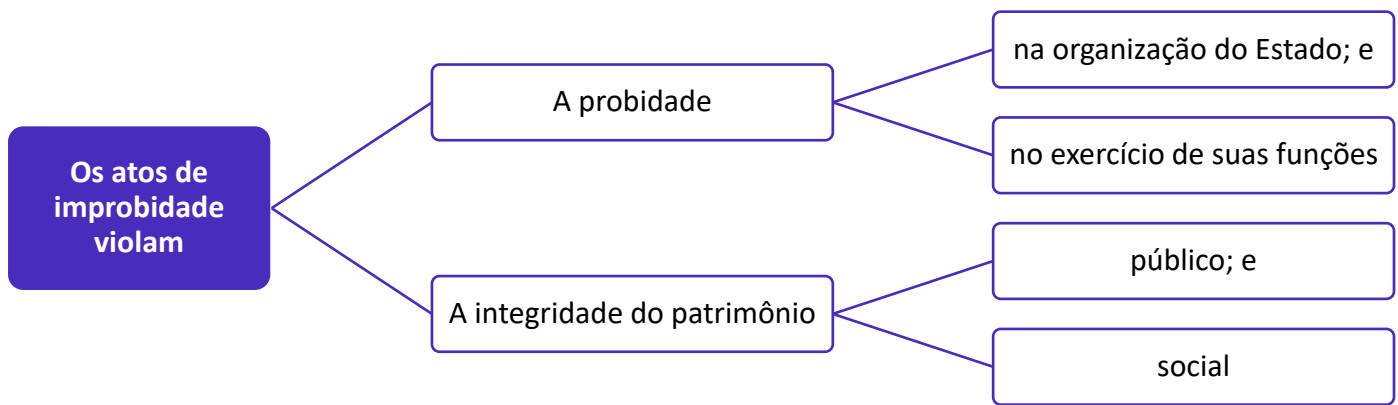 Os atos de
improbidade
violam
A probidade
na organização do Estado; e
no exercício de suas funções
A integridade do patrimônio
público; e
social